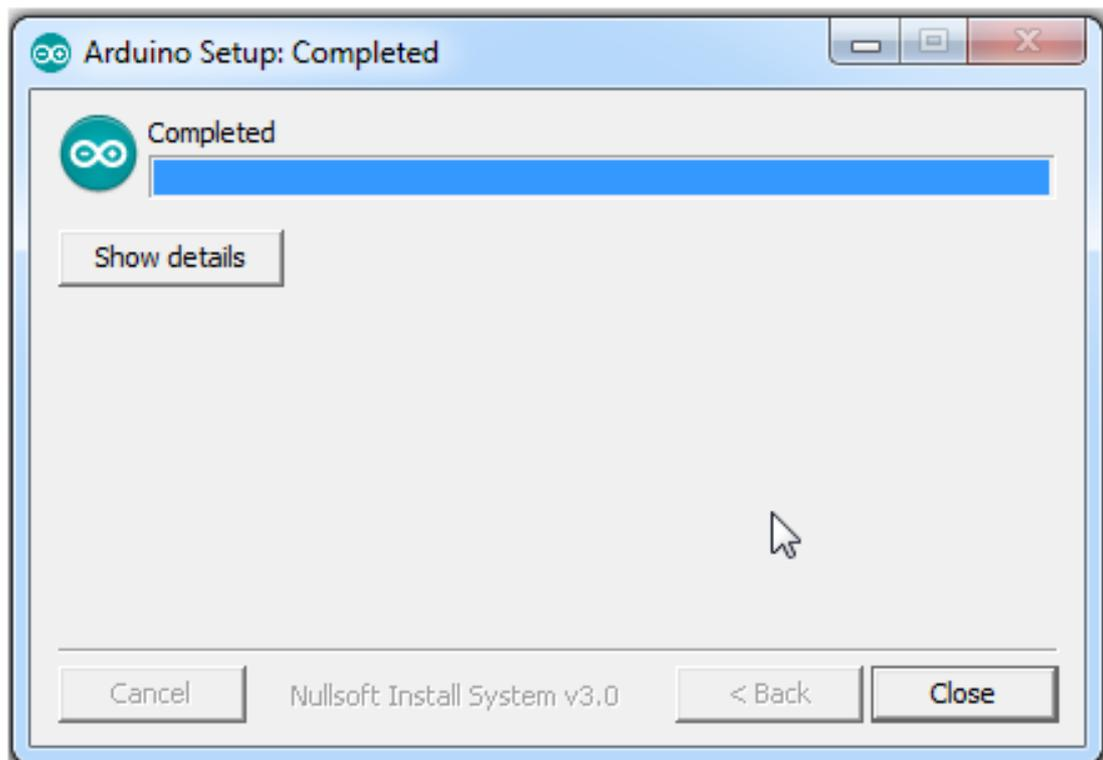 Arduino Setup: Completed
Completed
Show details
Cancel
Nullsoft Install System v3.0
< Back
Close